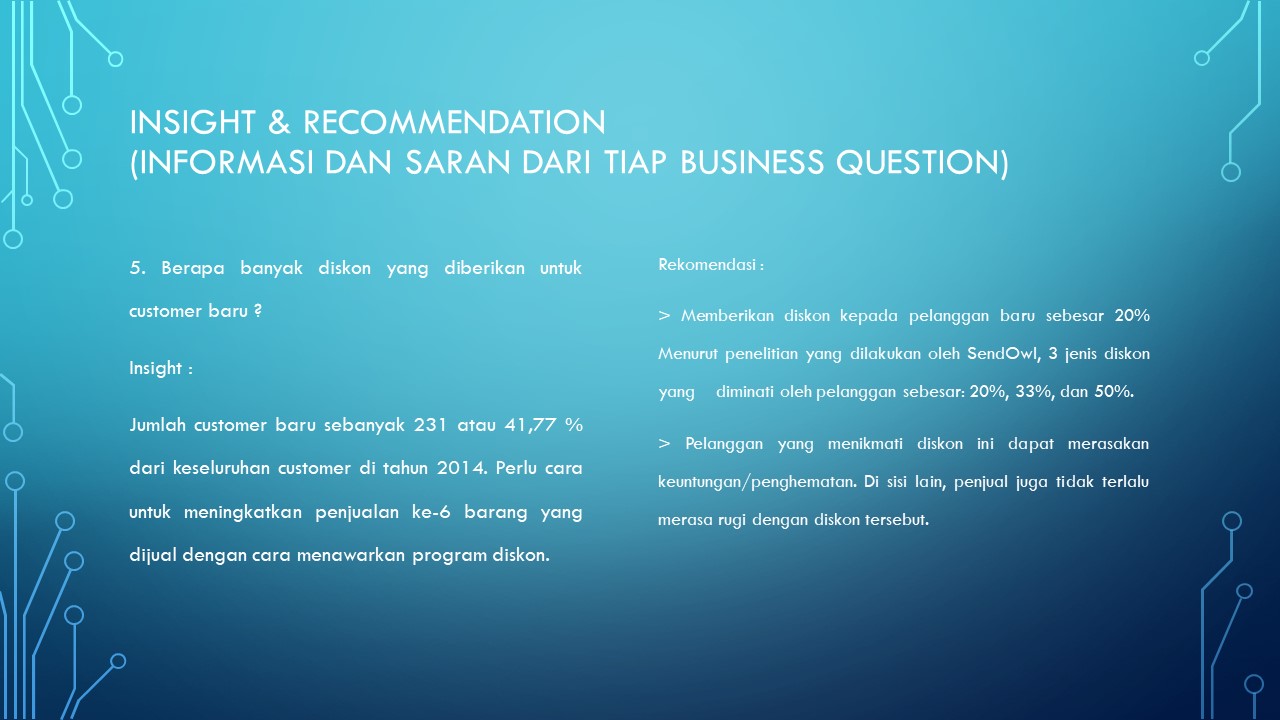 INSIGHT & RECOMMENDATION
(INFORMASI DAN SARAN DARI TIAP BUSINESS QUESTION)
5. Berapa banyak diskon yang diberikan untuk
customer baru ?
Insight :
Jumlah customer baru sebanyak 231 atau 41,77 %
dari keseluruhan customer di tahun 2014. Perlu cara
untuk meningkatkan penjualan ke-6 barang yang
dijual dengan cara menawarkan program diskon.
Rekomendasi :
> Memberikan diskon kepada pelanggan baru sebesar 20%
Menurut penelitian yang dilakukan oleh SendOwl, 3 jenis diskon
yang diminati oleh pelanggan sebesar: 20%, 33%, dan 50%.
> Pelanggan yang menikmati diskon ini dapat merasakan
keuntungan/penghematan. Di sisi lain, penjual juga tidak terlalu
merasa rugi dengan diskon tersebut.